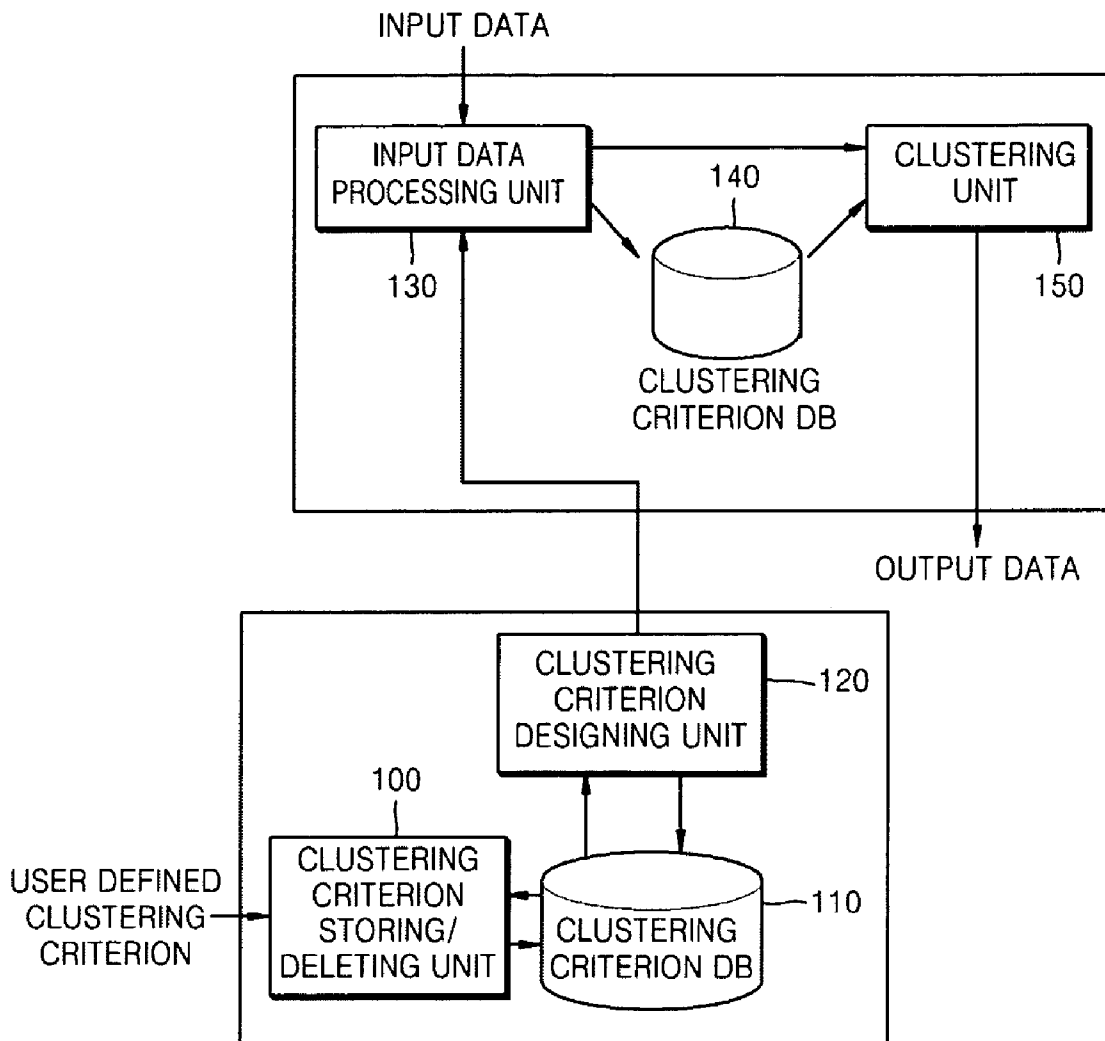 INPUT DATA
INPUT DATA
PROCESSING UNIT
130
140
CLUSTERING
CRITERION DB
CLUSTERING
UNIT
150
OUTPUT DATA
CLUSTERING
CRITERION
DESIGNING UNIT
120
100
USER DEFINED
CLUSTERING
CRITERION
CLUSTERING
CRITERION
STORING/
DELETING UNIT
CLUSTERING
CRITERION DB
110